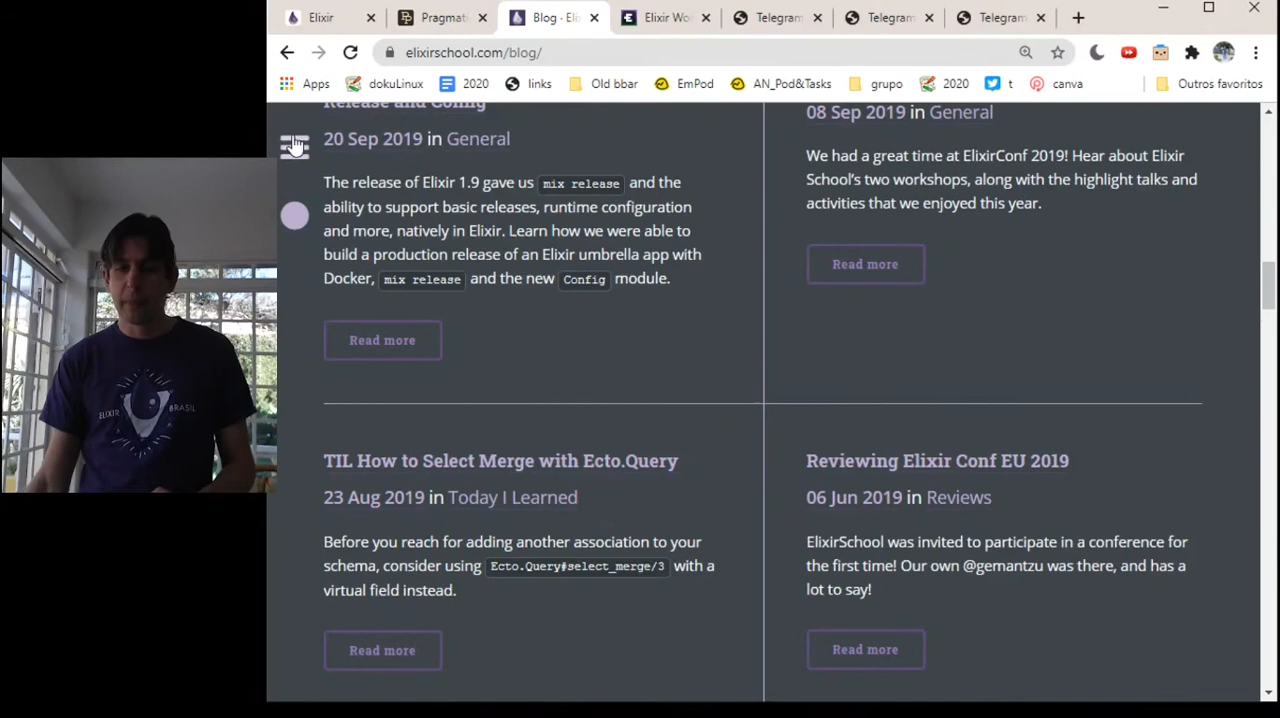 Elixir
Pragmat
Blog · Eli
Elixir Wo
Telegram
Telegram
Telegram
elixirschool.com/blog/
Apps
dokuLinux
2020
links
Old bbar
EmPod
AN_Pod&Tasks
grupo
2020
t
canva
Outros favoritos
Release and Config
20 Sep 2019 in General
The release of Elixir 1.9 gave us mix release and the
ability to support basic releases, runtime configuration
and more, natively in Elixir. Learn how we were able to
build a production release of an Elixir umbrella app with
Docker, mix release and the new Config module.
Read more
08 Sep 2019 in General
We had a great time at ElixirConf 2019! Hear about Elixir
School's two workshops, along with the highlight talks and
activities that we enjoyed this year.
Read more
TIL How to Select Merge with Ecto.Query
23 Aug 2019 in Today I Learned
Before you reach for adding another association to your
schema, consider using Ecto.Query#select_merge/3 with a
virtual field instead.
Read more
Reviewing Elixir Conf EU 2019
06 Jun 2019 in Reviews
ElixirSchool was invited to participate in a conference for
the first time! Our own @gemantzu was there, and has a
lot to say!
Read more
ELIXIR BRASIL